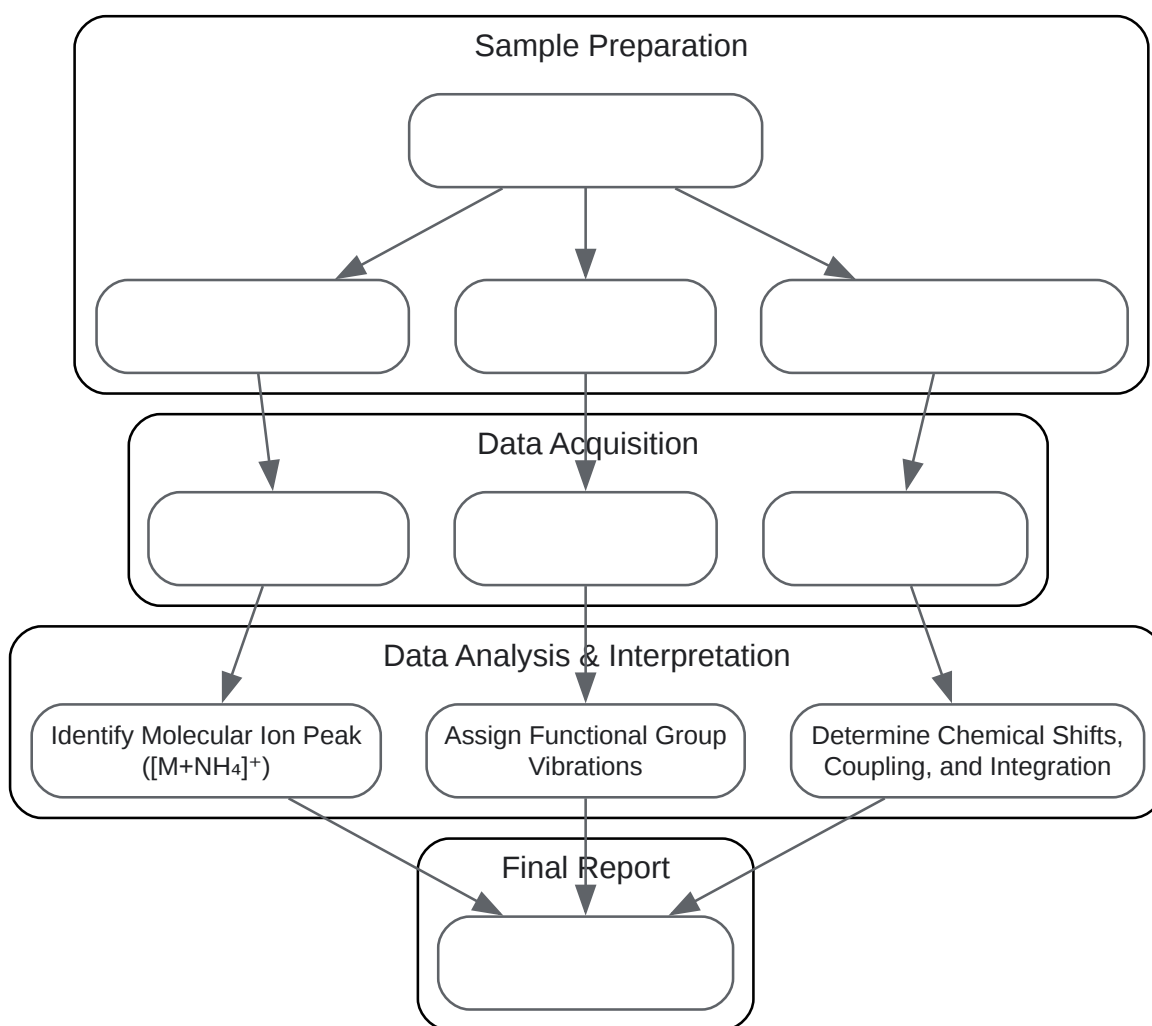 Sample Preparation
Data Acquisition
Data Analysis & Interpretation
Identify Molecular Ion Peak
([M+NH₄]⁺)
Assign Functional Group
Vibrations
Determine Chemical Shifts,
Coupling, and Integration
Final Report